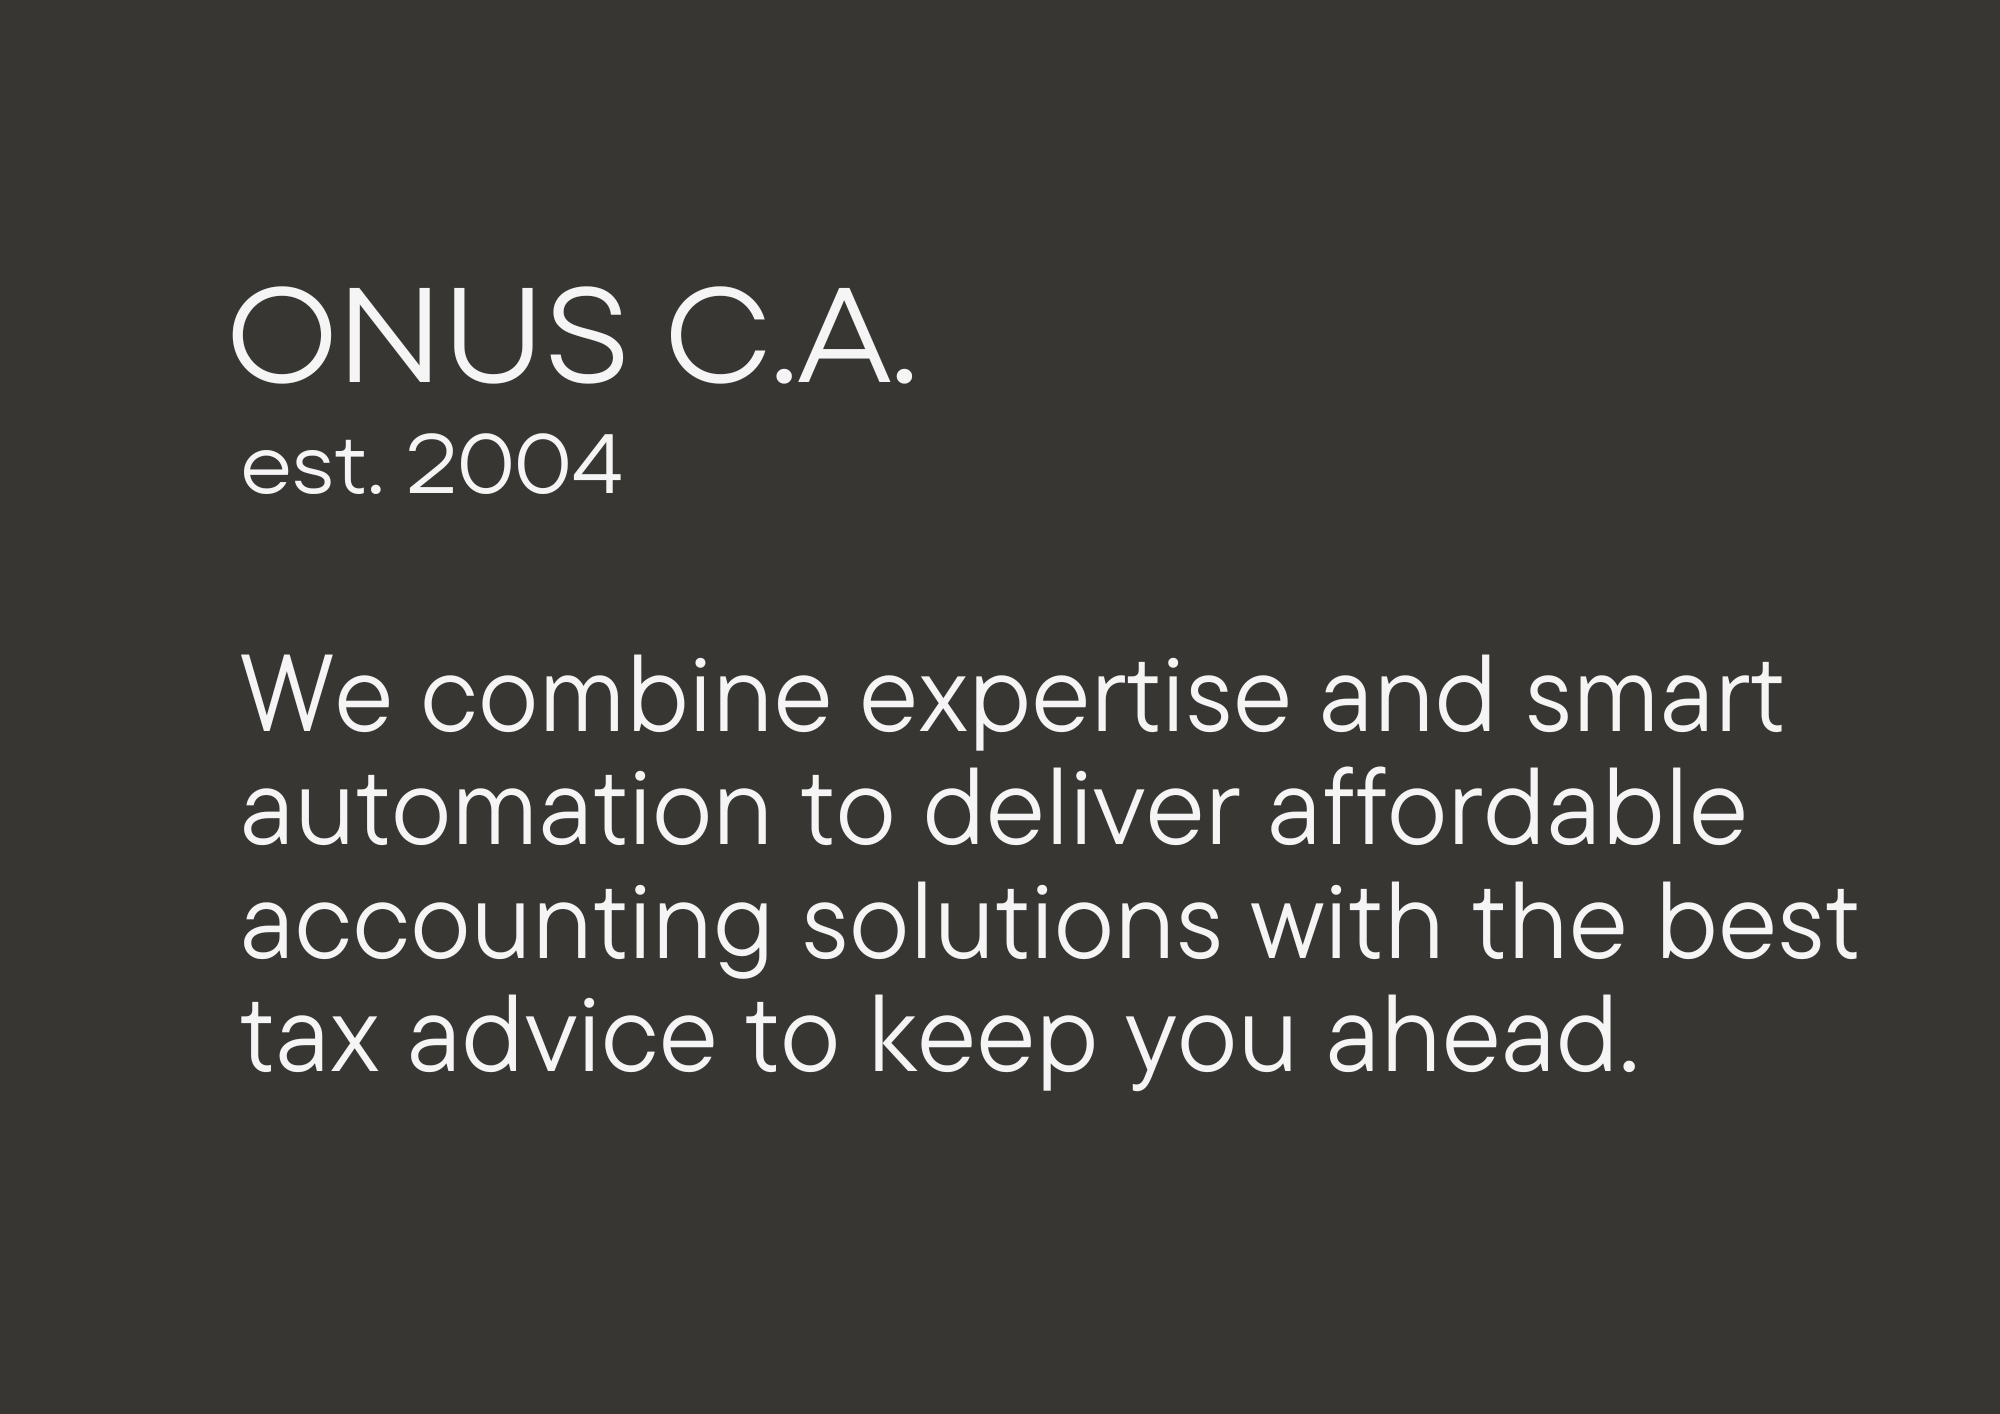 ONUS C.A.
est. 2004
We combine expertise and smart
automation to deliver affordable
accounting solutions with the best
tax advice to keep you ahead.